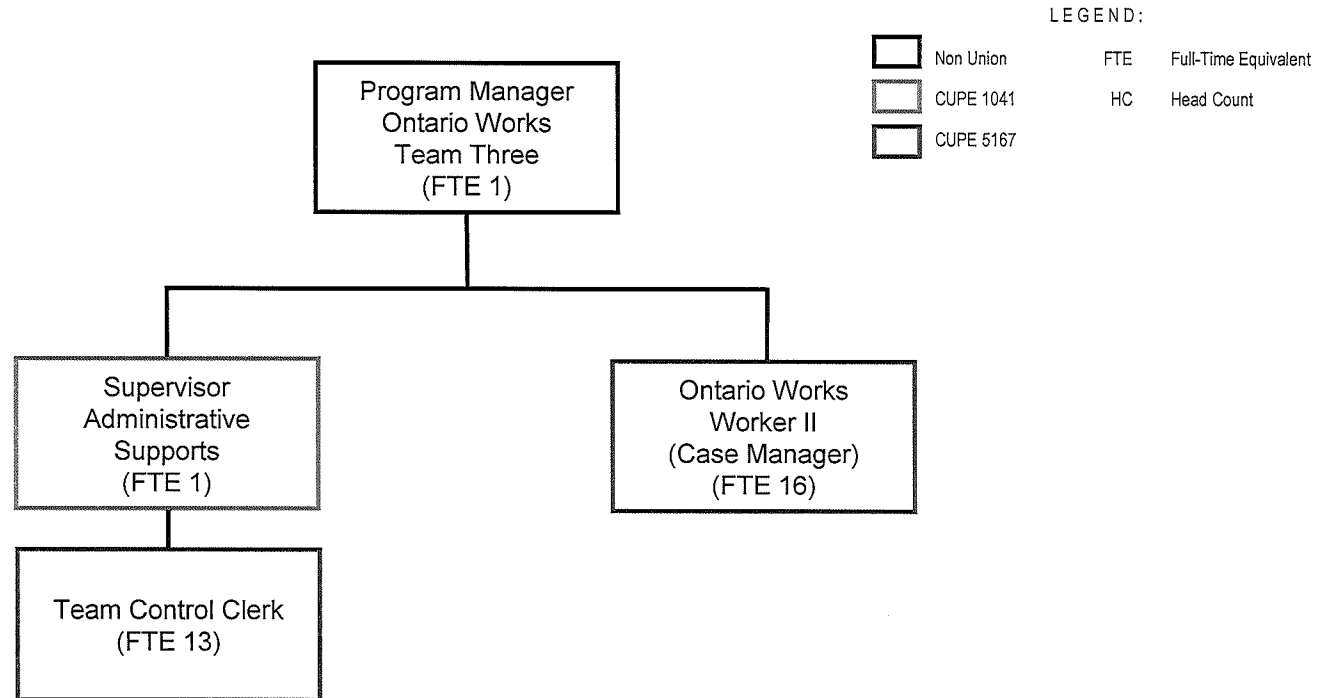 LEGEND:
Non Union FTE Full-Time Equivalent
CUPE 1041 HC Head Count
CUPE 5167
Program Manager
Ontario Works
Team Three
(FTE 1)
Supervisor
Administrative
Supports
(FTE 1)
Ontario Works
Worker II
(Case Manager)
(FTE 16)
Team Control Clerk
(FTE 13)